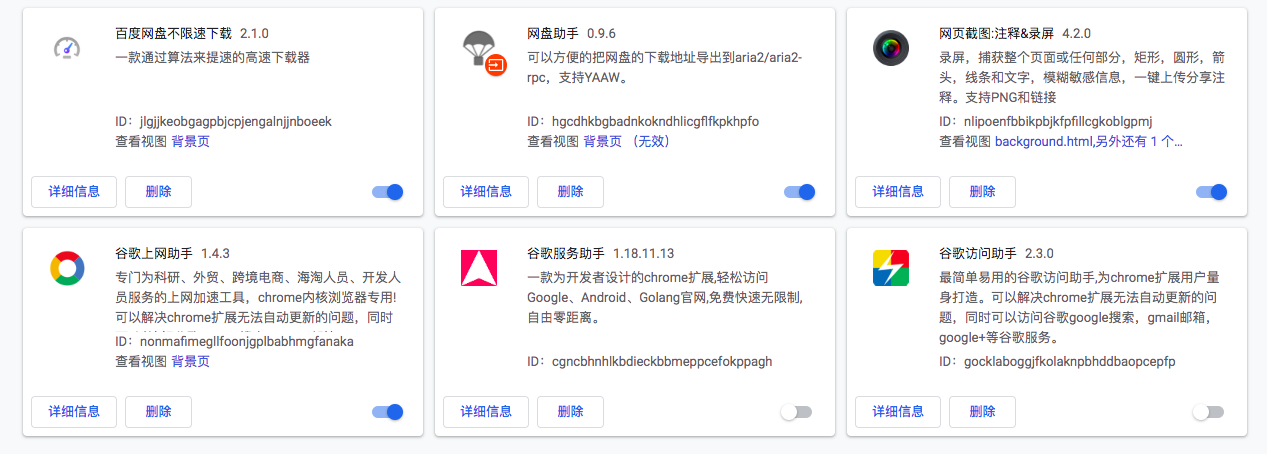 百度网盘不限速下载 2.1.0
一款通过算法来提速的高速下载器
ID：jlgjjkeobgagpbjcpjengalnjjnboeek
查看视图 背景页
详细信息 删除
网盘助手 0.9.6
可以方便的把网盘的下载地址导出到aria2/aria2-
rpc，支持YAAW。
ID：hgcdhkbgbadnkokndhlicgflfkpkhpfo
查看视图 背景页 （无效）
详细信息 删除
网页截图:注释&录屏 4.2.0
录屏，捕获整个页面或任何部分，矩形，圆形，箭
头，线条和文字，模糊敏感信息，一键上传分享注
释。支持PNG和链接
ID：nlipoenfbbikpbjkfpfillcgkoblgpmj
查看视图 background.html,另外还有 1 个…
详细信息 删除
谷歌上网助手 1.4.3
专门为科研、外贸、跨境电商、海淘人员、开发人
员服务的上网加速工具，chrome内核浏览器专用!
可以解决chrome扩展无法自动更新的问题，同时
ID：nonmafimegllfoonjgplbabhmgfanaka
查看视图 背景页
详细信息 删除
谷歌服务助手 1.18.11.13
一款为开发者设计的chrome扩展,轻松访问
Google、Android、Golang官网,免费快速无限制,
自由零距离。
ID：cgncbhnhlkbdieckbbmeppcefokppagh
详细信息 删除
谷歌访问助手 2.3.0
最简单易用的谷歌访问助手,为chrome扩展用户量
身打造。可以解决chrome扩展无法自动更新的问
题，同时可以访问谷歌google搜索，gmail邮箱，
google+等谷歌服务。
ID：gocklaboggjfkolaknpbhddbaopcepfp
详细信息 删除